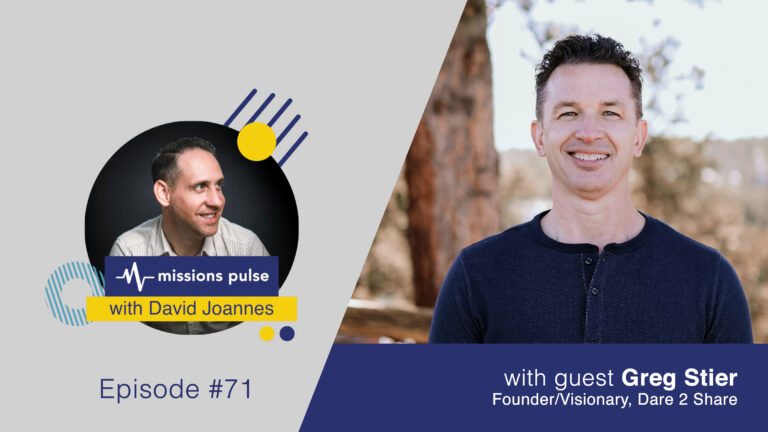 missions pulse
with David Joannes
Episode #71
with guest Greg Stier
Founder/Visionary, Dare 2 Share